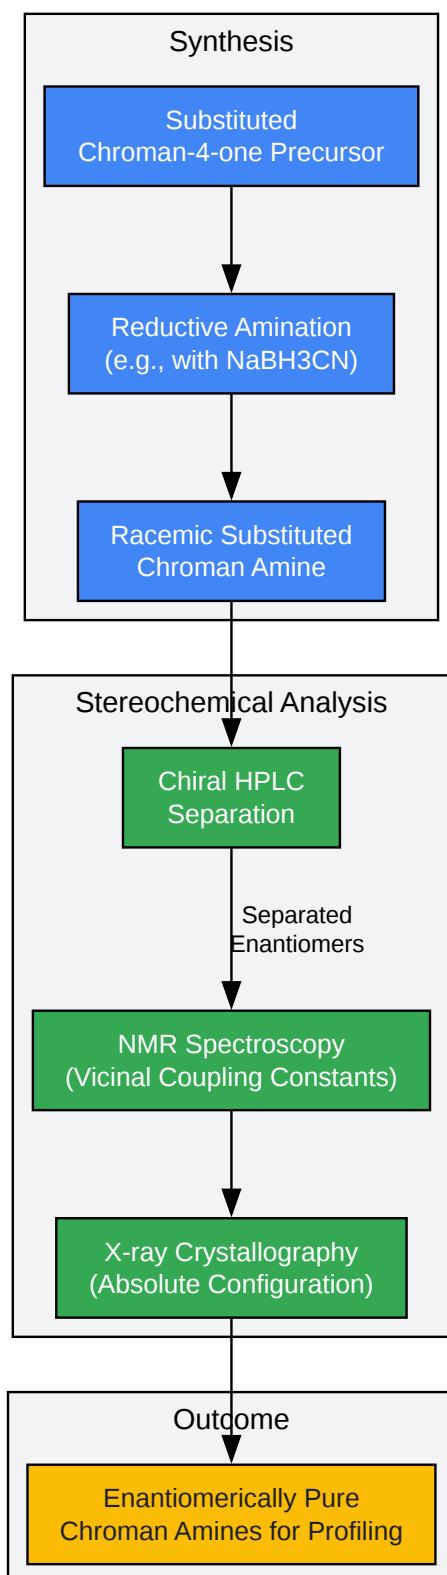 Synthesis
Substituted
Chroman-4-one Precursor
Reductive Amination
(e.g., with NaBH3CN)
Racemic Substituted
Chroman Amine
Stereochemical Analysis
Chiral HPLC
Separation
Separated
Enantiomers
NMR Spectroscopy
(Vicinal Coupling Constants)
X-ray Crystallography
(Absolute Configuration)
Outcome
Enantiomerically Pure
Chroman Amines for Profiling